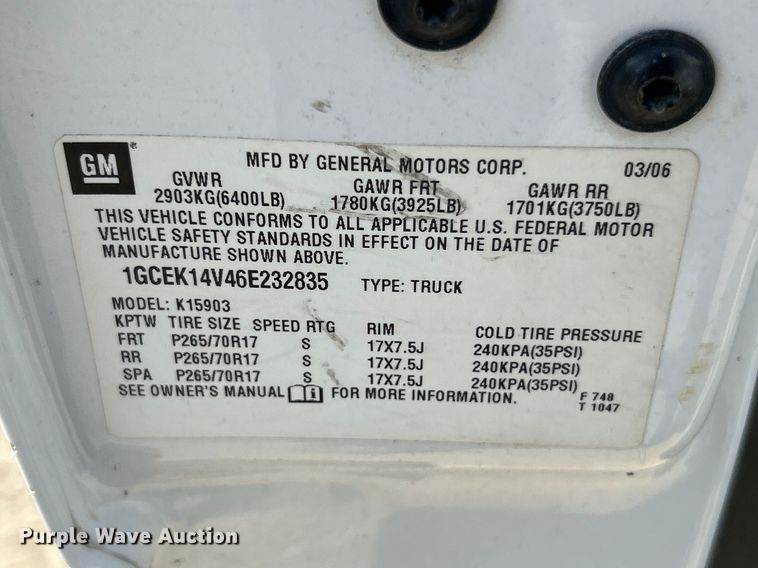 GM ®
MFD BY GENERAL MOTORS CORP. 03/06
GVWR GAWR FRT GAWR RR
2903KG(6400LB) 1780KG(3925LB) 1701KG(3750LB)
THIS VEHICLE CONFORMS TO ALL APPLICABLE U.S. FEDERAL MOTOR
VEHICLE SAFETY STANDARDS IN EFFECT ON THE DATE OF
MANUFACTURE SHOWN ABOVE.
1GCEK14V46E232835 TYPE: TRUCK
MODEL: K15903
KPTW TIRE SIZE SPEED RTG RIM COLD TIRE PRESSURE
FRT P265/70R17 S 17X7.5J 240KPA(35PSI)
RR P265/70R17 S 17X7.5J 240KPA(35PSI)
SPA P265/70R17 S 17X7.5J 240KPA(35PSI)
SEE OWNER'S MANUAL FOR MORE INFORMATION. F 748
T 1047
Purple Wave Auction